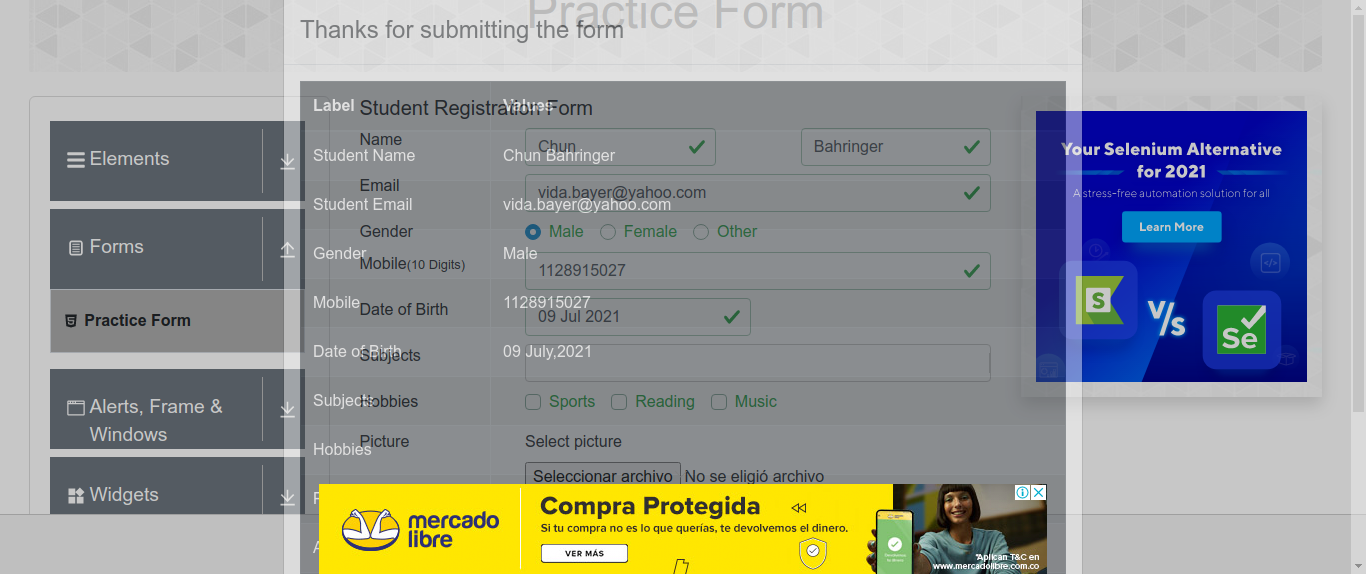 Practice Form
Thanks for submitting the form
Label
Values
Student Registration Form
Name
Chun
Bahringer
Student Name
Chun Bahringer
Email
vida.bayer@yahoo.com
Student Email
vida.bayer@yahoo.com
Gender
Male
Female
Other
Gender
Male
Mobile(10 Digits)
1128915027
Mobile
1128915027
Date of Birth
09 Jul 2021
Date of Birth
09 July,2021
Subjects
Subjects
Hobbies
Sports
Reading
Music
Hobbies
Picture
Select picture
Seleccionar archivo
No se eligió archivo
Elements
Forms
Practice Form
Alerts, Frame &
Windows
Widgets
Your Selenium Alternative
for 2021
A stress-free automation solution for all
Learn More
S
V/s
Se
mercado
libre
Compra Protegida
Si tu compra no es lo que querías, te devolvemos el dinero.
VER MÁS
*Aplican T&C en
www.mercadolibre.com.co